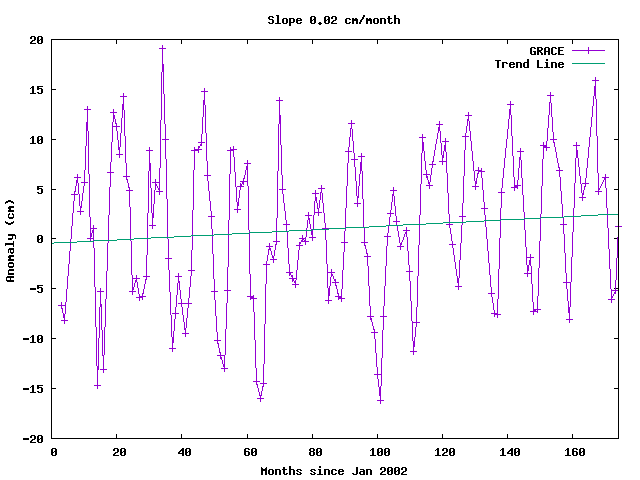 Slope 0.02 cm/month
GRACE
Trend Line
20
15
10
5
0
-5
-10
-15
-20
Anomaly (cm)
0 20 40 60 80 100 120 140 160
Months since Jan 2002